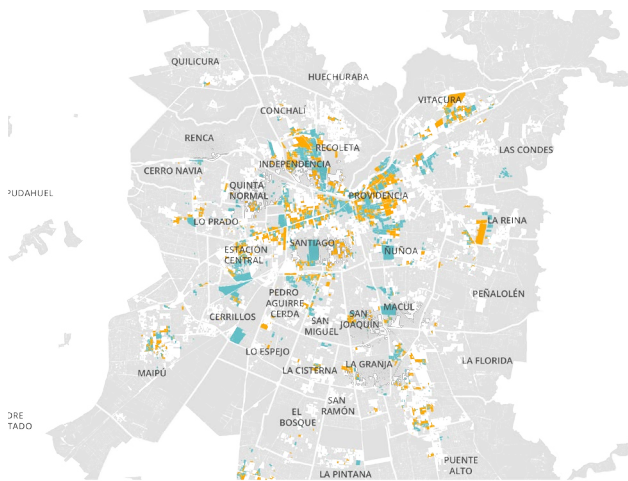 QUILICURA
HUECHURABA
VITACURA
CONCHALÍ
RENCA
RECOLETA
LAS CONDES
INDEPENDENCIA
CERRO NAVIA
PUDAHUEL
QUINTA
NORMAL
PROVIDENCIA
LO PRADO
LA REINA
SANTIAGO
ESTACIÓN
CENTRAL
ÑUÑOA
PEDRO
AGUIRRE
CERDA
PEÑALOLÉN
MACUL
CERRILLOS
SAN
MIGUEL
SAN
JOAQUÍN
LO ESPEJO
LA FLORIDA
LA GRANJA
MAIPÚ
LA CISTERNA
SAN
RAMÓN
ORE
TADO
EL
BOSQUE
PUENTE
ALTO
LA PINTANA